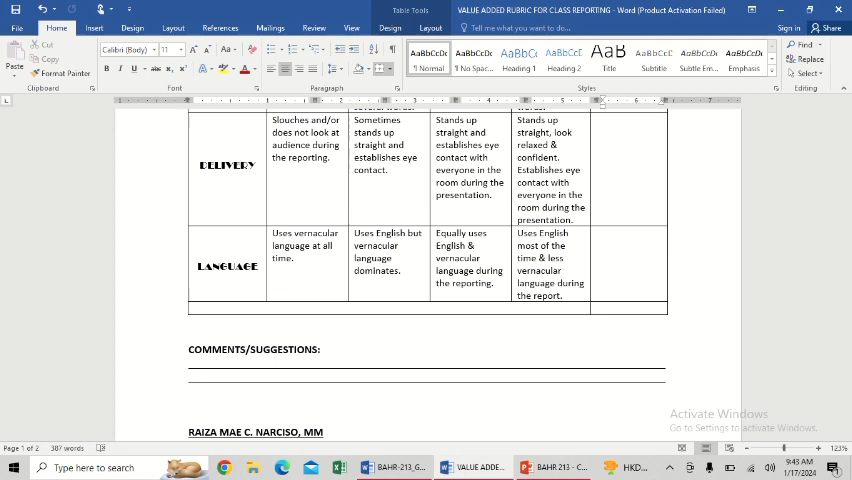 Table Tools
VALUE ADDED RUBRIC FOR CLASS REPORTING - Word (Product Activation Failed)
File Home Insert Draw Design Layout References Mailings Review View Design Layout Tell me what you want to do... Sign in Share
Cut
Copy
Format Painter
Paste
Calibri (Body) 11
Clipboard Font Paragraph Styles Editing
AaBbCcDc AaBbCcDc AaBbCc AaBbCcE AaB AaBbCcC AaBbCcDc AaBbCcDc
¶ Normal ¶ No Spac... Heading 1 Heading 2 Title Subtitle Subtle Em... Emphasis
Find
Replace
Select
DELIVERY
Slouches and/or
does not look at
audience during
the reporting.
Sometimes
stands up
straight and
establishes eye
contact.
Stands up
straight and
establishes eye
contact with
everyone in the
room during the
presentation.
Stands up
straight, look
relaxed &
confident.
Establishes eye
contact with
everyone in the
room during the
presentation.
LANGUAGE
Uses vernacular
language at all
time.
Uses English but
vernacular
language
dominates.
Equally uses
English &
vernacular
language during
the reporting.
Uses English
most of the
time & less
vernacular
language during
the report.
COMMENTS/SUGGESTIONS:
RAIZA MAE C. NARCISO, MM
Activate Windows
Go to Settings to activate Windows.
Page 1 of 2 387 words 123%
Type here to search
BAHR-213_G...
VALUE ADDE...
BAHR 213 - C...
HKD...
9:43 AM
1/17/2024